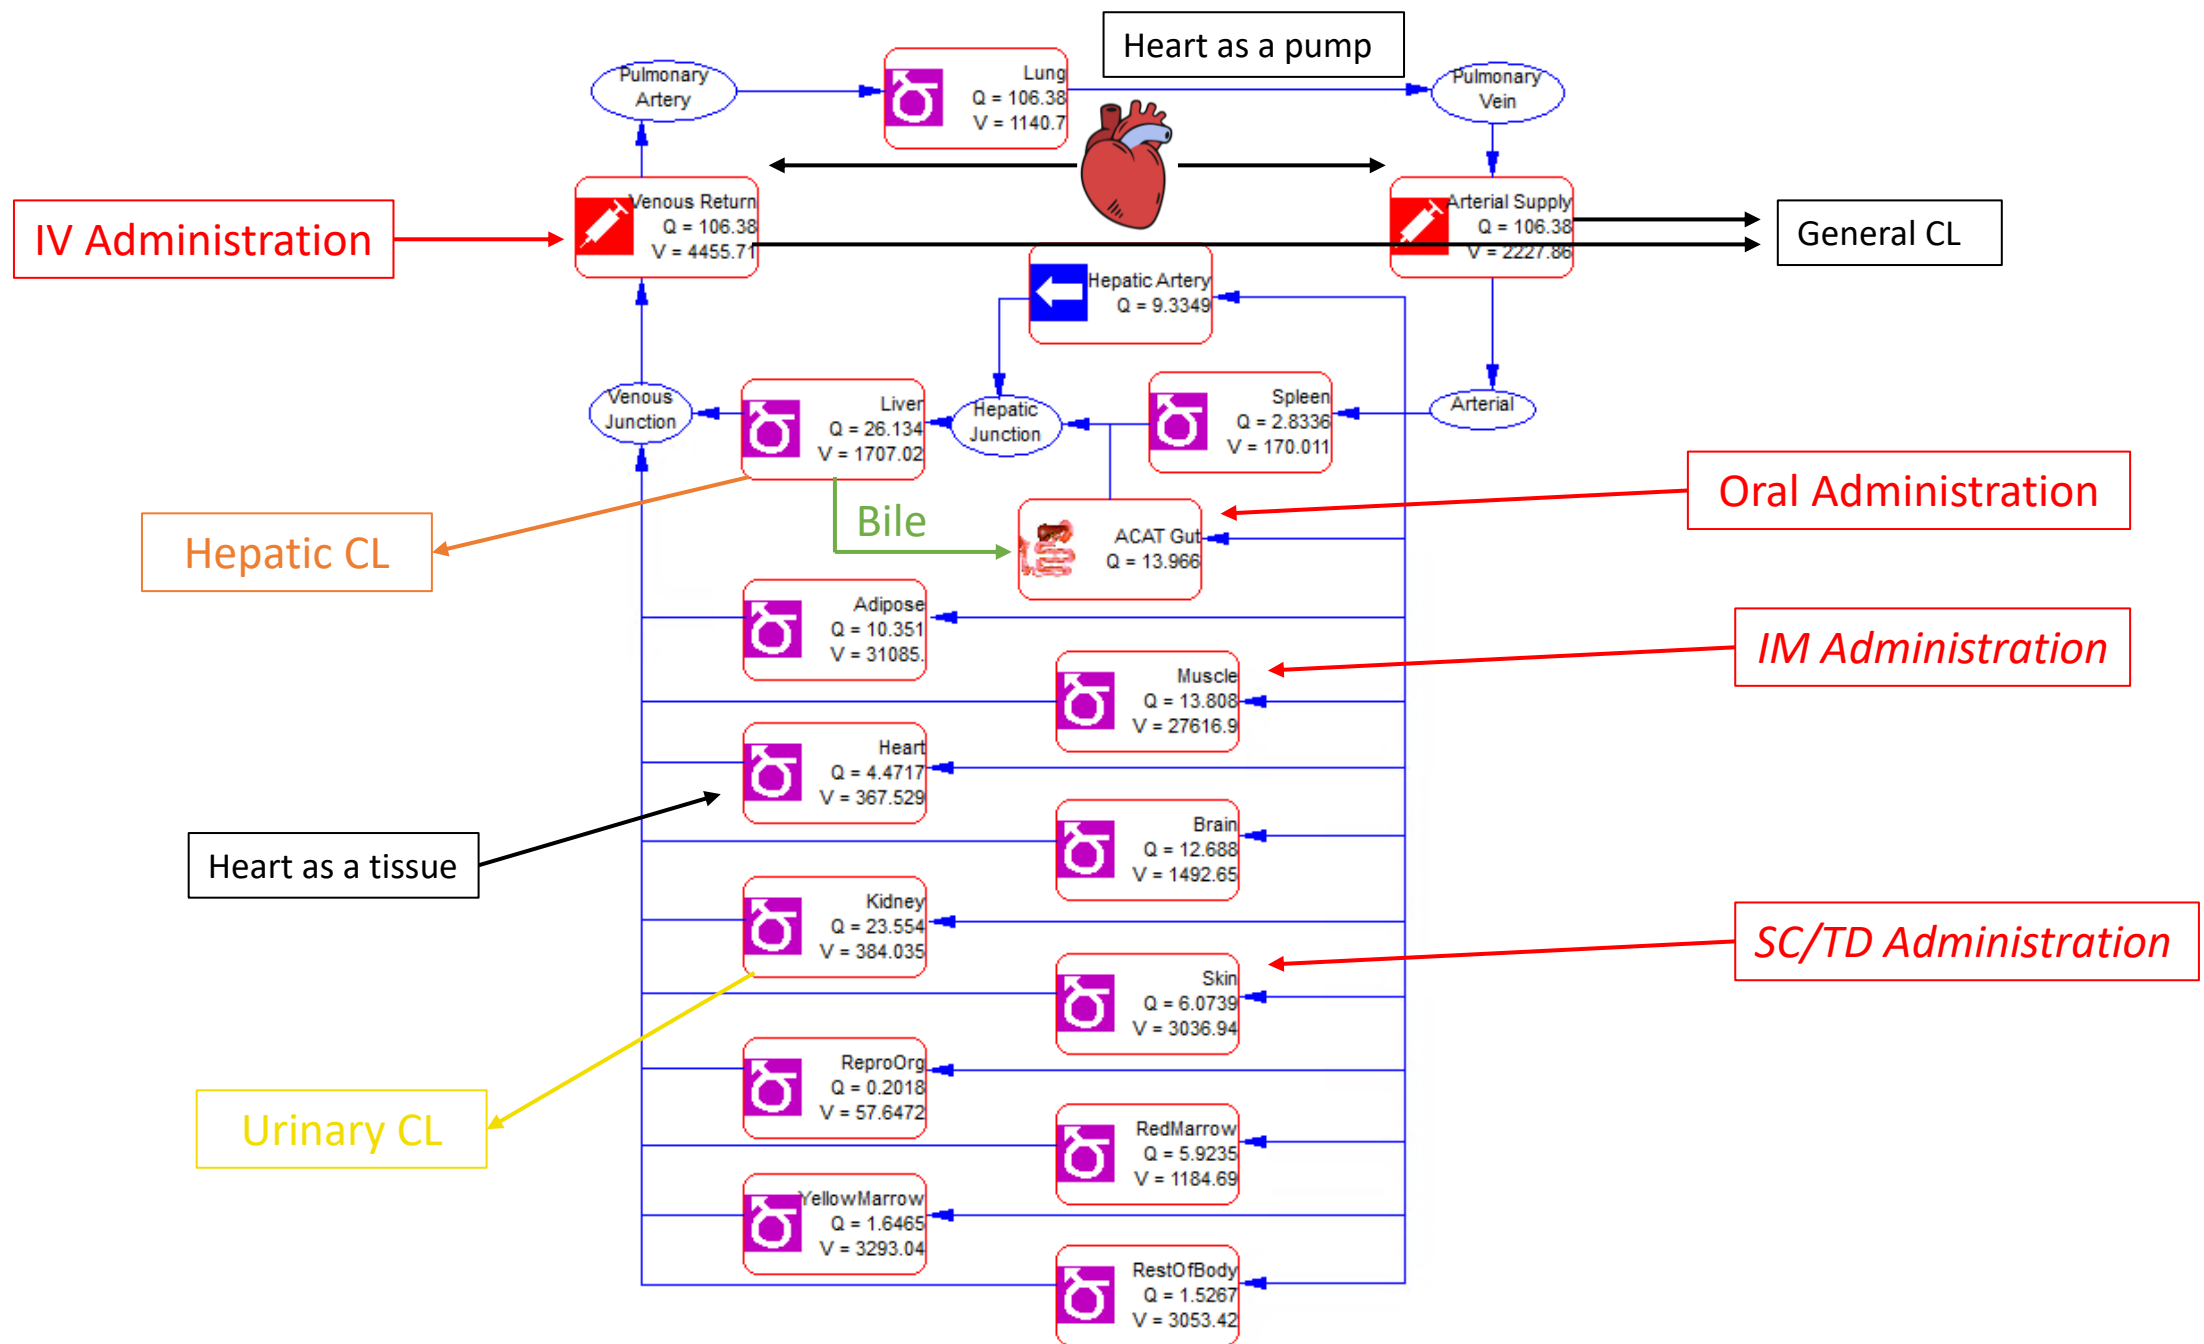 Heart as a pump
Pulmonary
Artery
Lung
Q = 106.38
V = 1140.7
Pulmonary
Vein
IV Administration
Venous Return
Q = 106.38
V = 4455.71
Arterial Supply
Q = 106.38
V = 2227.86
General CL
Hepatic Artery
Q = 9.3349
Venous
Junction
Liver
Q = 26.134
V = 1707.02
Hepatic
Junction
Spleen
Q = 2.8336
V = 170.011
Arterial
Oral Administration
Hepatic CL
Bile
ACAT Gut
Q = 13.966
Adipose
Q = 10.351
V = 31085.
IM Administration
Muscle
Q = 13.808
V = 27616.9
Heart
Q = 4.4717
V = 367.529
Heart as a tissue
Brain
Q = 12.688
V = 1492.65
Kidney
Q = 23.554
V = 384.035
SC/TD Administration
Skin
Q = 6.0739
V = 3036.94
ReproOrg
Q = 0.2018
V = 57.6472
Urinary CL
RedMarrow
Q = 5.9235
V = 1184.69
YellowMarrow
Q = 1.6465
V = 3293.04
RestOfBody
Q = 1.5267
V = 3053.42